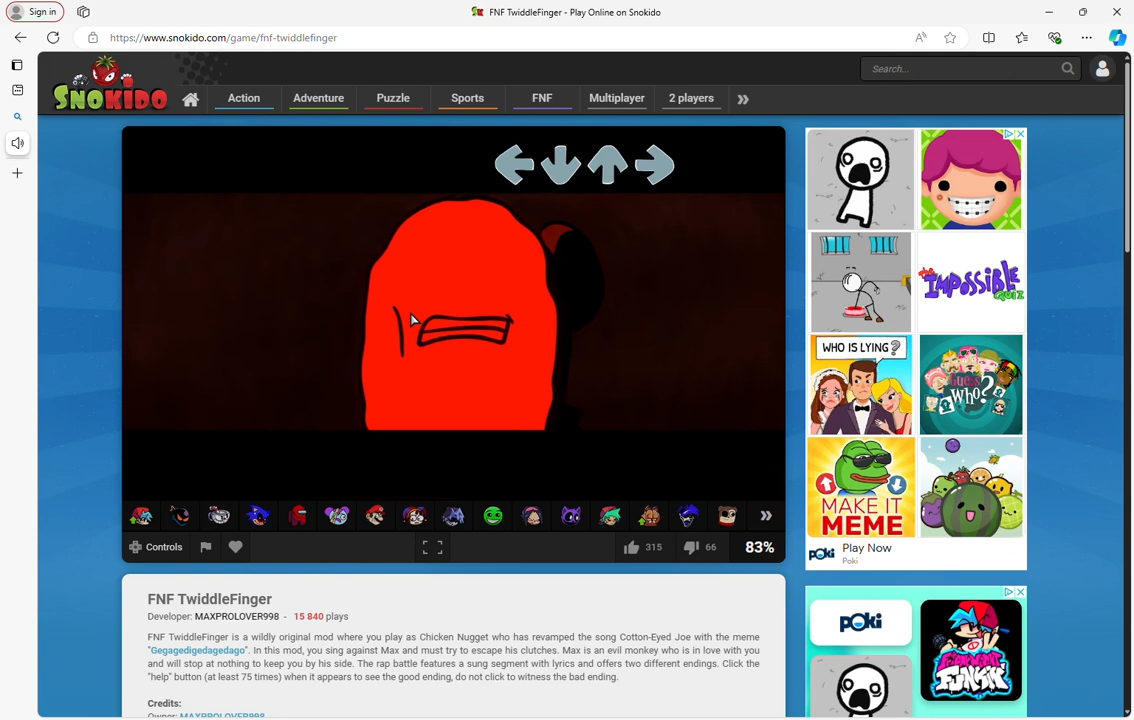 Sign in
FNF TwiddleFinger - Play Online on Snokido
https://www.snokido.com/game/fnf-twiddlefinger
SNOKIDO
Search...
Action
Adventure
Puzzle
Sports
FNF
Multiplayer
2 players
the IMPOSSIBLE QUIZ
WHO IS LYING?
Guess Who?
MAKE IT MEME
POKI
Play Now
Poki
Controls
315
66
83%
FNF TwiddleFinger
Developer: MAXPROLOVER998 - 15 840 plays
FNF TwiddleFinger is a wildly original mod where you play as Chicken Nugget who has revamped the song Cotton-Eyed Joe with the meme
"Gegagedigedagedago". In this mod, you sing against Max and must try to escape his clutches. Max is an evil monkey who is in love with you
and will stop at nothing to keep you by his side. The rap battle features a sung segment with lyrics and offers two different endings. Click the
"help" button (at least 75 times) when it appears to see the good ending, do not click to witness the bad ending.
Credits:
Owner: MAXPROLOVER998
POKI
FRIDAY NIGHT FUNKIN'